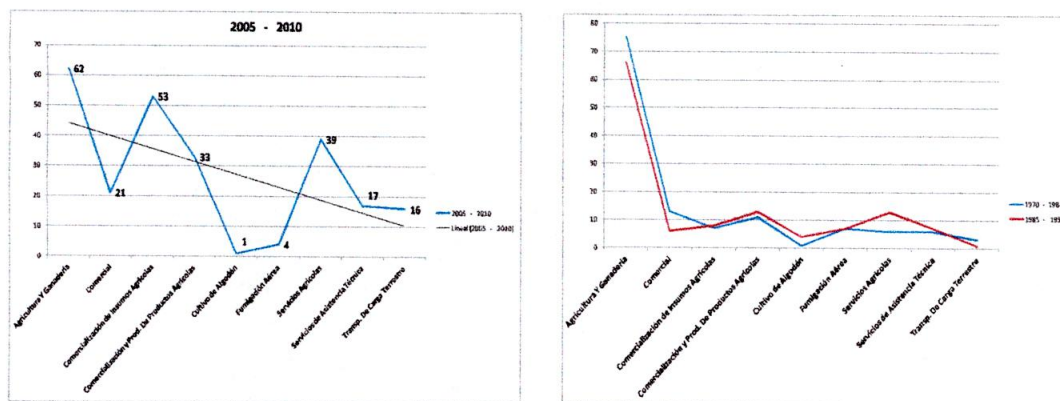 2005 - 2010
70
60
50
40
30
20
10
0
62
21
53
33
1
4
39
17
16
Agricultura Y Ganadería
Comercial
Comercialización de Insumos Agrícolas
Comercialización y Prod. De Productos Agrícolas
Cultivo de Algodón
Fumigación Aérea
Servicios Agrícolas
Servicios de Asistencia Técnica
Transp. De Carga Terrestre
2005 - 2010
Lineal (2005 - 2010)
80
70
60
50
40
30
20
10
0
Agricultura Y Ganadería
Comercial
Comercialización de Insumos Agrícolas
Comercialización y Prod. De Productos Agrícolas
Cultivo de Algodón
Fumigación Aérea
Servicios Agrícolas
Servicios de Asistencia Técnica
Transp. De Carga Terrestre
1970 - 198
1985 - 19